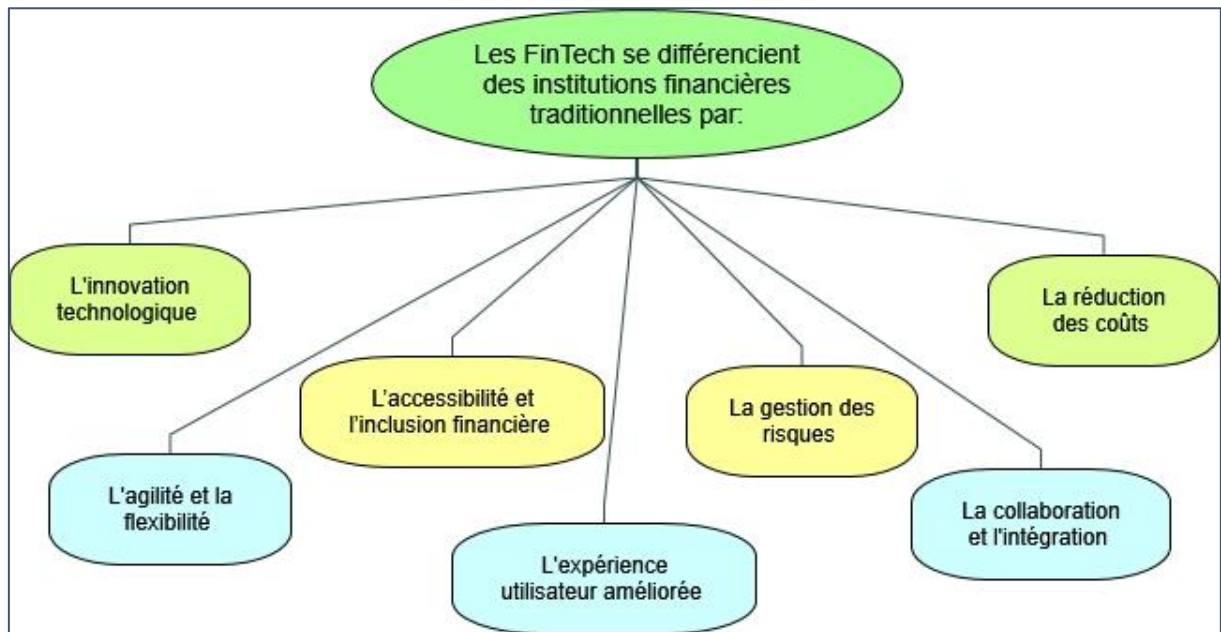 Les FinTech se différencient
des institutions financières
traditionnelles par:
L'innovation
technologique
La réduction
des coûts
L'accessibilité et
l'inclusion financière
La gestion des
risques
L'agilité et la
flexibilité
La collaboration
et l'intégration
L'expérience
utilisateur améliorée